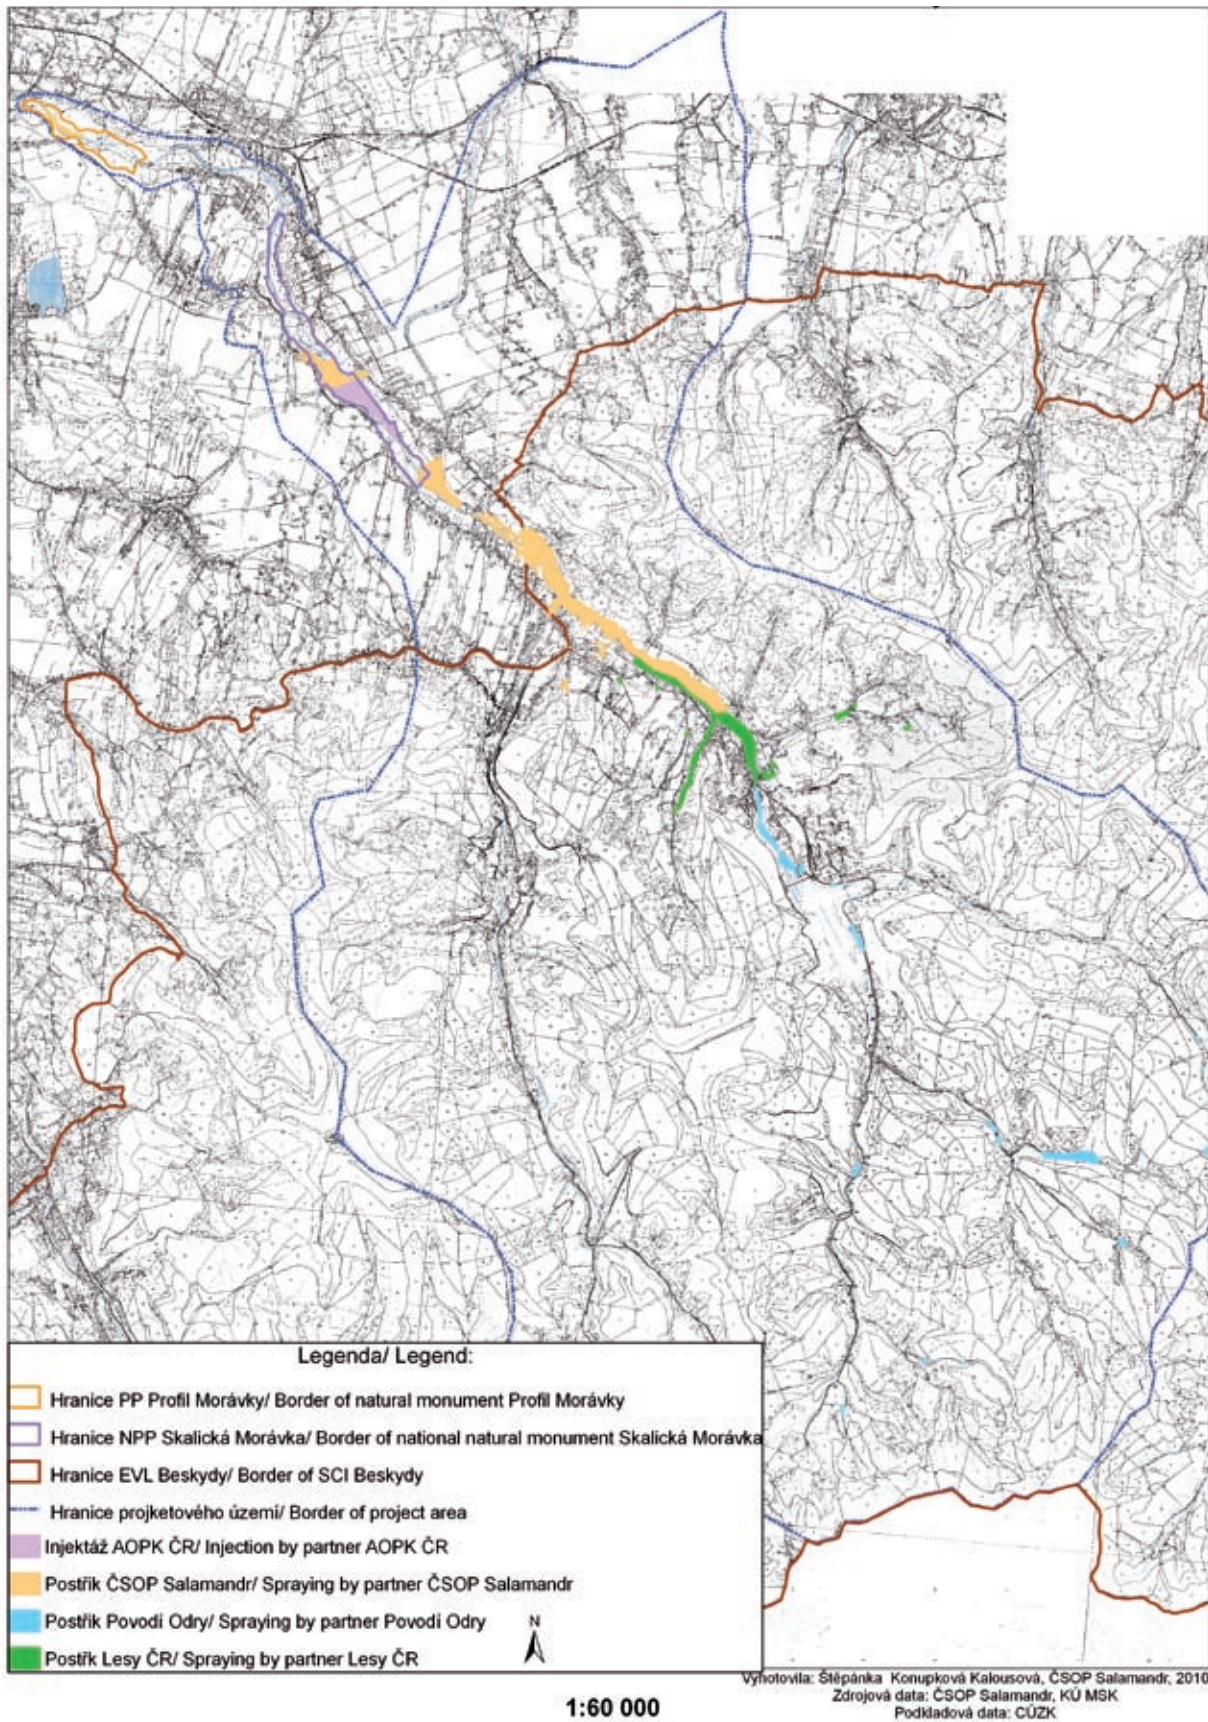 Legenda/ Legend:
Hranice PP Profil Morávky/ Border of natural monument Profil Morávky
Hranice NPP Skalická Morávka/ Border of national natural monument Skalická Morávka
Hranice EVL Beskydy/ Border of SCI Beskydy
Hranice projketového území/ Border of project area
Injektáž AOPK ČR/ Injection by partner AOPK ČR
Postřik ČSOP Salamandr/ Spraying by partner ČSOP Salamandr
Postřik Povodí Odry/ Spraying by partner Povodí Odry
Postřk Lesy ČR/ Spraying by partner Lesy ČR
N
1:60 000
Vyhotovila: Štěpánka Konupková Kalousová, ČSOP Salamandr, 2010
Zdrojová data: ČSOP Salamandr, KÚ MSK
Podkladová data: ČÚZK